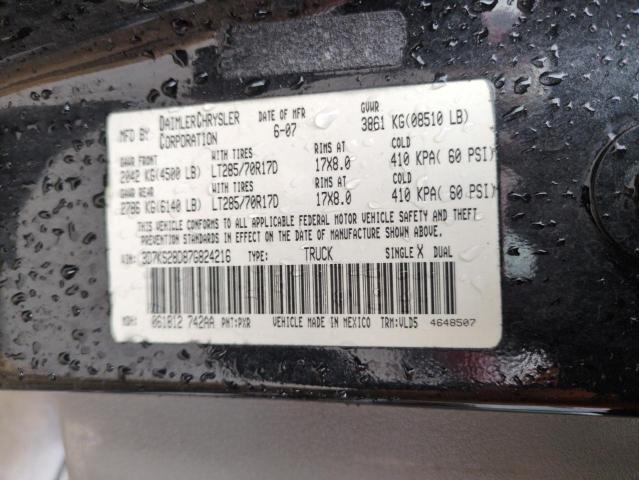 MFD BY: DAIMLERCHRYSLER CORPORATION DATE OF MFR 6-07 GVWR 3861 KG(08510 LB)
GAWR FRONT WITH TIRES RIMS AT COLD
2042 KG(4500 LB) LT285/70R17D 17X8.0 410 KPA( 60 PSI)
GAWR REAR WITH TIRES RIMS AT COLD
2786 KG(6140 LB) LT285/70R17D 17X8.0 410 KPA( 60 PSI)
THIS VEHICLE CONFORMS TO ALL APPLICABLE FEDERAL MOTOR VEHICLE SAFETY AND THEFT
PREVENTION STANDARDS IN EFFECT ON THE DATE OF MANUFACTURE SHOWN ABOVE.
VIN: 3D7KS28D87G824216 TYPE: TRUCK SINGLE X DUAL
MDH: 061812 742AA PNT:PXR VEHICLE MADE IN MEXICO TRM:VLD5 4648507